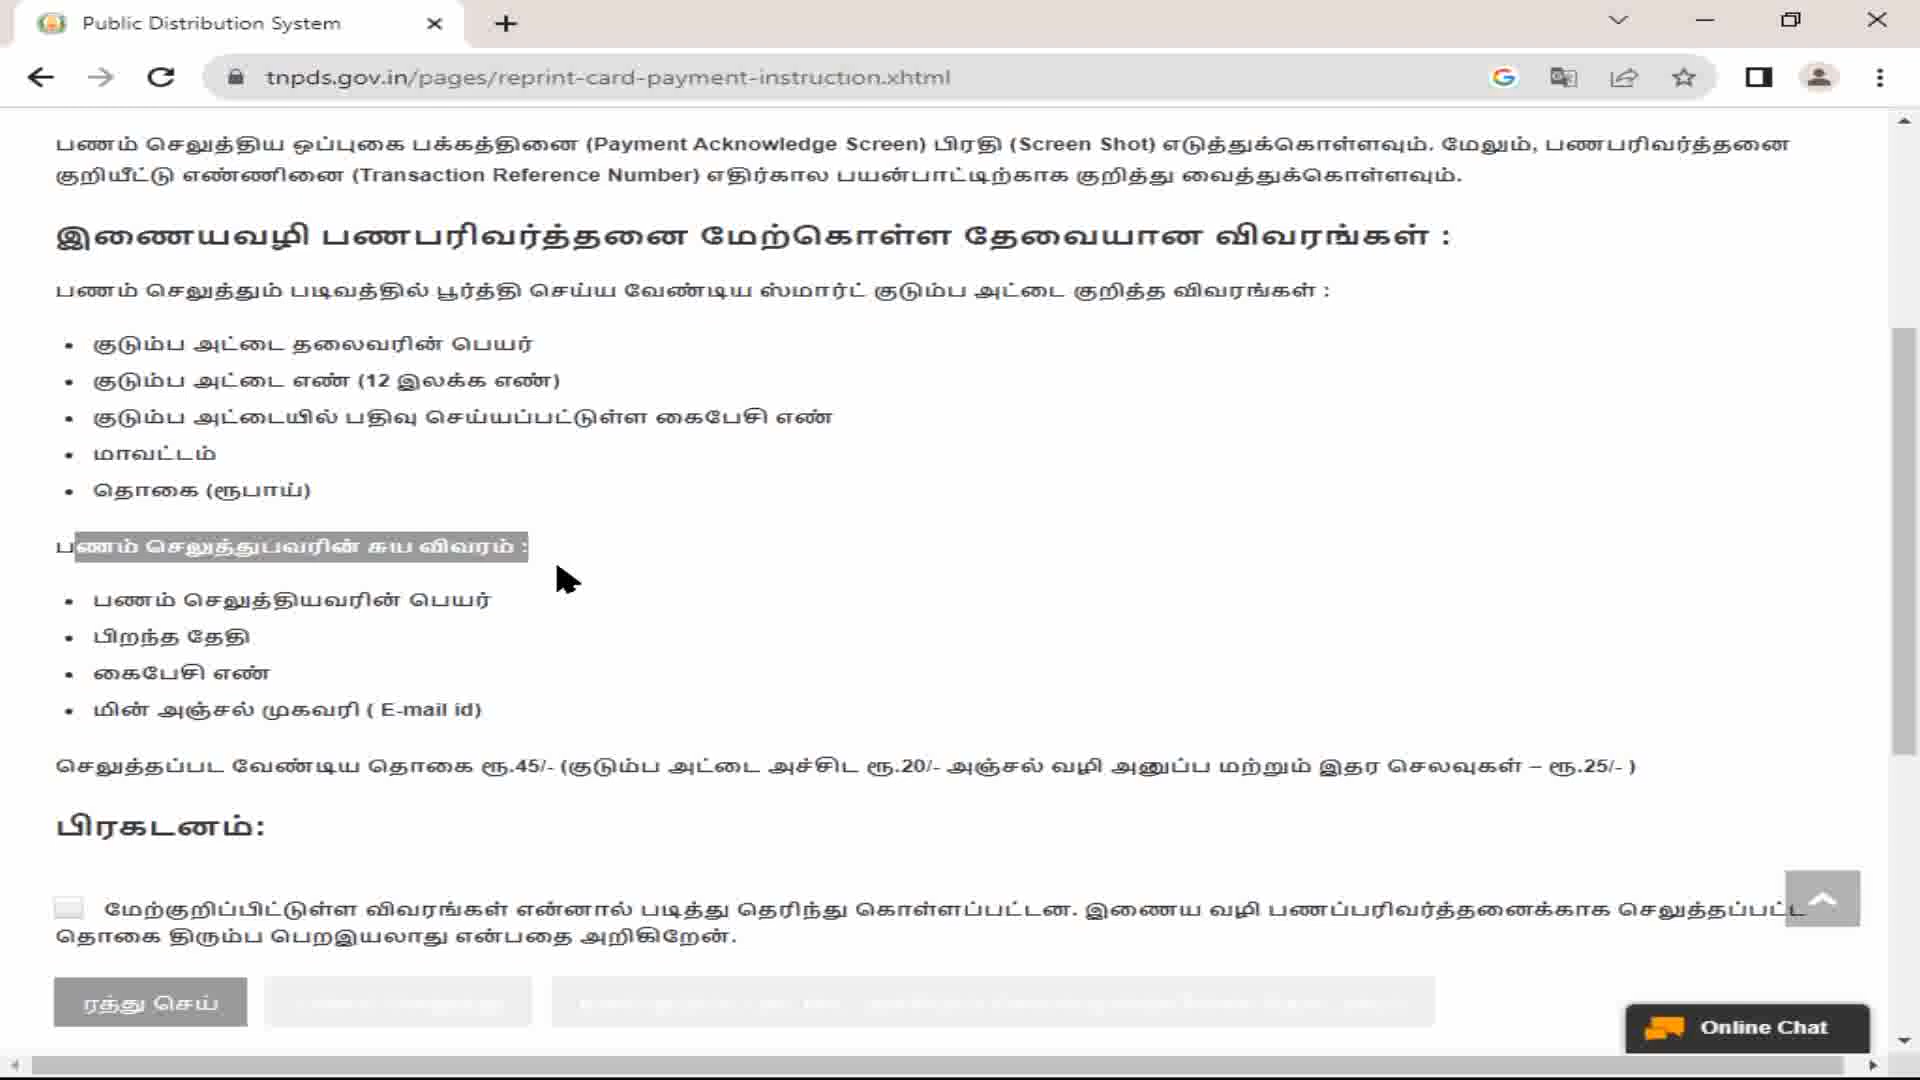 Public Distribution System
tnpds.gov.in/pages/reprint-card-payment-instruction.xhtml
பணம் செலுத்திய ஒப்புகை பக்கத்தினை (Payment Acknowledge Screen) பிரதி (Screen Shot) எடுத்துக்கொள்ளவும். மேலும், பணபரிவர்த்தனை
குறியீட்டு எண்ணினை (Transaction Reference Number) எதிர்கால பயன்பாட்டிற்காக குறித்து வைத்துக்கொள்ளவும்.
இணையவழி பணபரிவர்த்தனை மேற்கொள்ள தேவையான விவரங்கள் :
பணம் செலுத்தும் படிவத்தில் பூர்த்தி செய்ய வேண்டிய ஸ்மார்ட் குடும்ப அட்டை குறித்த விவரங்கள் :
• குடும்ப அட்டை தலைவரின் பெயர்
• குடும்ப அட்டை எண் (12 இலக்க எண்)
• குடும்ப அட்டையில் பதிவு செய்யப்பட்டுள்ள கைபேசி எண்
• மாவட்டம்
• தொகை (ரூபாய்)
பணம் செலுத்துபவரின் சுய விவரம் :
• பணம் செலுத்தியவரின் பெயர்
• பிறந்த தேதி
• கைபேசி எண்
• மின் அஞ்சல் முகவரி ( E-mail id)
செலுத்தப்பட வேண்டிய தொகை ரூ.45/- (குடும்ப அட்டை அச்சிட ரூ.20/- அஞ்சல் வழி அனுப்ப மற்றும் இதர செலவுகள் – ரூ.25/- )
பிரகடனம்:
மேற்குறிப்பிட்டுள்ள விவரங்கள் என்னால் படித்து தெரிந்து கொள்ளப்பட்டன. இணைய வழி பணப்பரிவர்த்தனைக்காக செலுத்தப்பட்ட
தொகை திரும்ப பெறஇயலாது என்பதை அறிகிறேன்.
ரத்து செய்
Online Chat